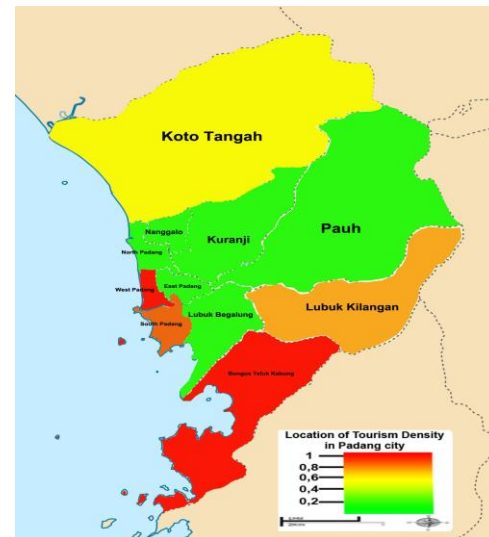 Koto Tangah
Nanggalo
Kuranji
Pauh
North Padang
West Padang
East Padang
Lubuk Kilangan
Lubuk Begalung
South Padang
Bungus Teluk Kabung
Location of Tourism Density
in Padang city
1
0,8
0,6
0,4
0,2